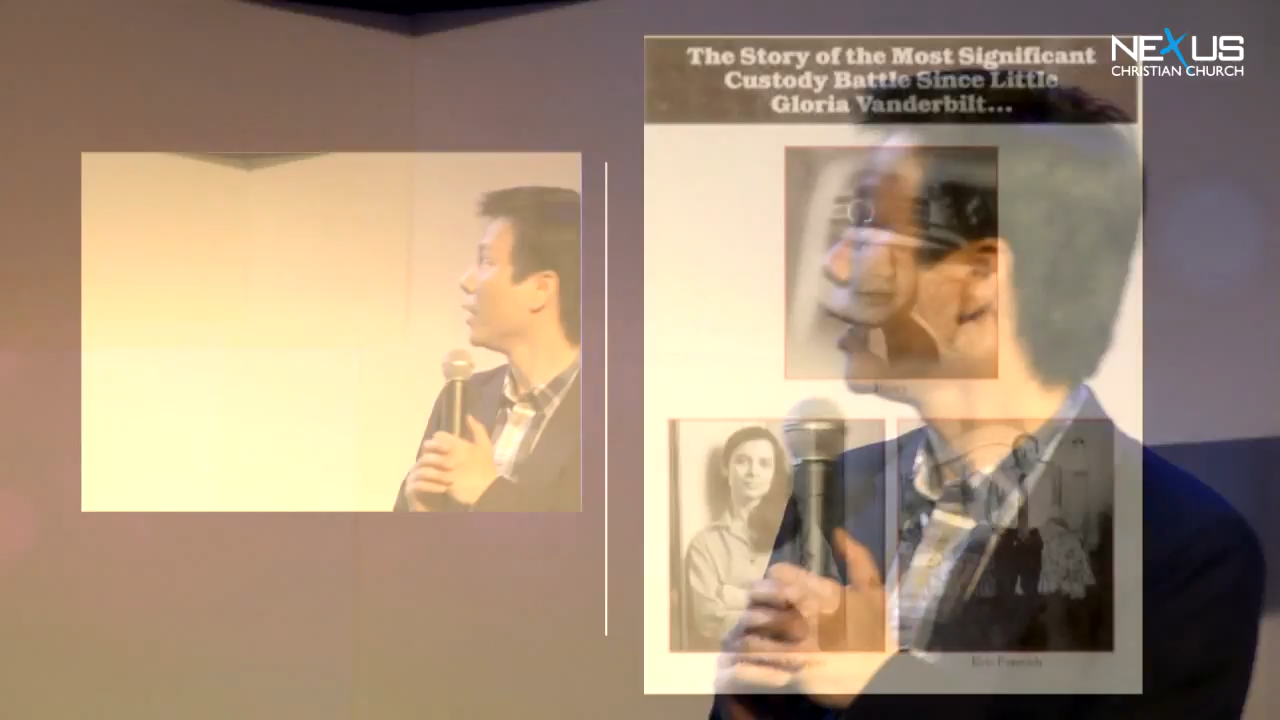 NEXUS
CHRISTIAN CHURCH
The Story of the Most Significant
Custody Battle Since Little
Gloria Vanderbilt...